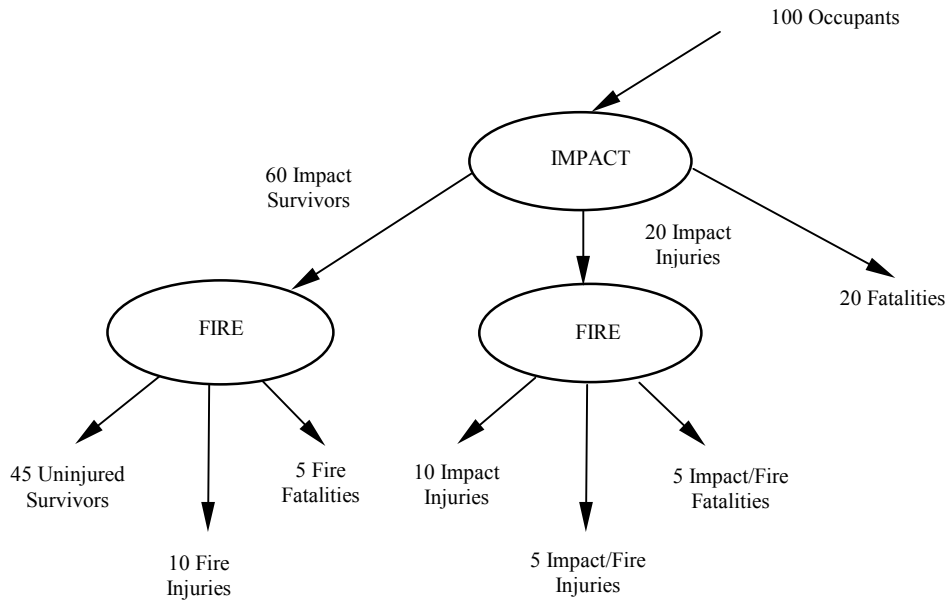 100 Occupants
IMPACT
60 Impact
Survivors
20 Impact
Injuries
20 Fatalities
FIRE
FIRE
45 Uninjured
Survivors
5 Fire
Fatalities
10 Impact
Injuries
5 Impact/Fire
Fatalities
10 Fire
Injuries
5 Impact/Fire
Injuries